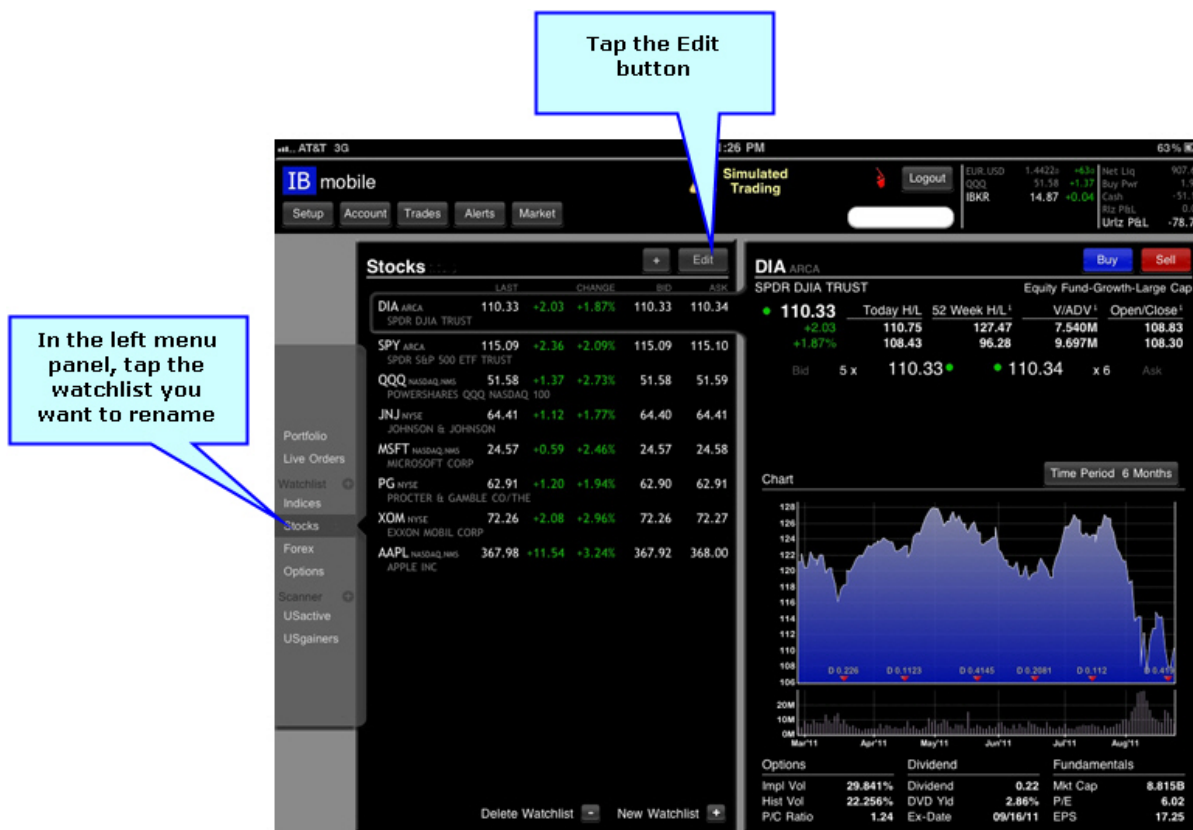 Tap the Edit
button
In the left menu
panel, tap the
watchlist you
want to rename
AT&T 3G
:26 PM
63%
IB mobile
Simulated
Trading
Logout
EUR.USD 1.4422 +63
QQQ 51.58 +1.37
IBKR 14.87 +0.04
Net Liq 907.
Buy Pwr 1.9
Cash -51.
Rlz P&L 0.
Urlz P&L -78.7
Setup Account Trades Alerts Market
Portfolio
Live Orders
Watchlist
Indices
Stocks
Forex
Options
Scanner
USactive
USgainers
Stocks + Edit
LAST CHANGE BID ASK
DIA ARCA 110.33 +2.03 +1.87% 110.33 110.34
SPDR DJIA TRUST
SPY ARCA 115.09 +2.36 +2.09% 115.09 115.10
SPDR S&P 500 ETF TRUST
QQQ NASDAQ.NMS 51.58 +1.37 +2.73% 51.58 51.59
POWERSHARES QQQ NASDAQ 100
JNJ NYSE 64.41 +1.12 +1.77% 64.40 64.41
JOHNSON & JOHNSON
MSFT NASDAQ.NMS 24.57 +0.59 +2.46% 24.57 24.58
MICROSOFT CORP
PG NYSE 62.91 +1.20 +1.94% 62.90 62.91
PROCTER & GAMBLE CO/THE
XOM NYSE 72.26 +2.08 +2.96% 72.26 72.27
EXXON MOBIL CORP
AAPL NASDAQ.NMS 367.98 +11.54 +3.24% 367.92 368.00
APPLE INC
Delete Watchlist - New Watchlist +
DIA ARCA Buy Sell
SPDR DJIA TRUST Equity Fund-Growth-Large Cap
110.33 Today H/L 52 Week H/L V/ADV Open/Close
+2.03 110.75 127.47 7.540M 108.83
+1.87% 108.43 96.28 9.697M 108.30
Bid 5 x 110.33 110.34 x 6 Ask
Chart Time Period 6 Months
128
126
124
122
120
118
116
114
112
110
108
106
D 0.226 D 0.1123 D 0.4145 D 0.2081 D 0.112 D 0.419
20M
10M
0M
Mar'11 Apr'11 May'11 Jun'11 Jul'11 Aug'11
Options Dividend Fundamentals
Impl Vol 29.841% Dividend 0.22 Mkt Cap 8.815B
Hist Vol 22.256% DVD Yld 2.86% P/E 6.02
P/C Ratio 1.24 Ex-Date 09/16/11 EPS 17.25